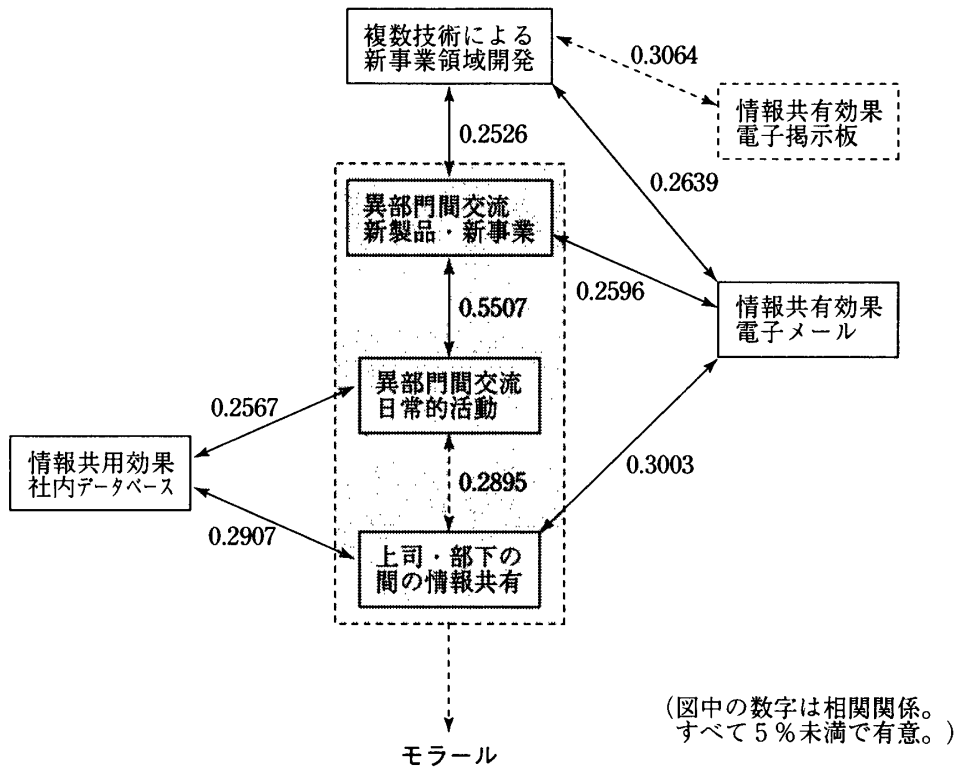 複数技術による
新事業領域開発
0.3064
情報共有効果
電子掲示板
0.2526
0.2639
異部門間交流
新製品・新事業
0.2596
情報共有効果
電子メール
0.5507
異部門間交流
日常的活動
0.2567
情報共用効果
社内データベース
0.3003
0.2895
0.2907
上司・部下の
間の情報共有
(図中の数字は相関関係。
すべて5%未満で有意。)
モラール